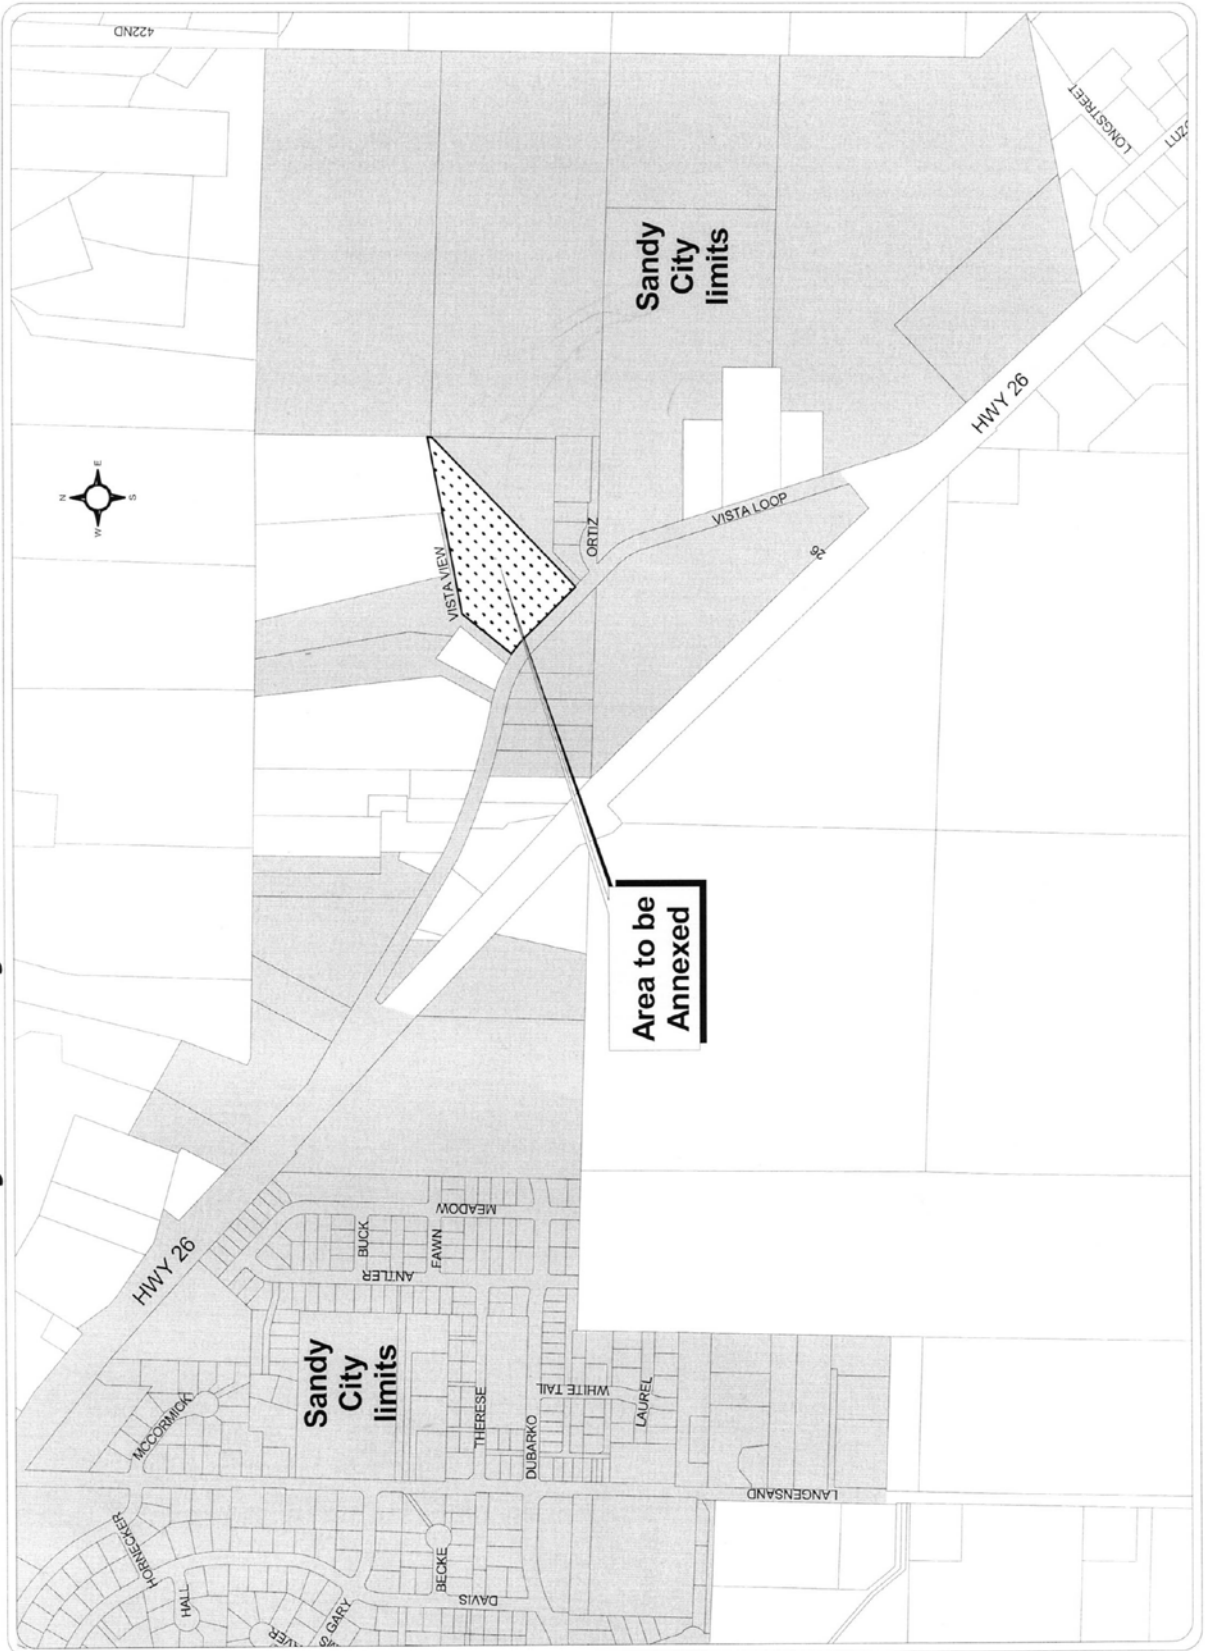 422ND
LONGSTREET
N
W
E
S
Sandy
City
limits
HWY 26
VISTA VIEW
ORTIZ
VISTA LOOP
26
Area to be
Annexed
HWY 26
MEADOW
BUCK
FAWN
ANTLER
Sandy
City
limits
MCCORMICK
THERESE
WHITE TAIL
LAUREL
DUBARKO
LANGENSAND
HORNECKER
HALL
BECKE
DAVIS
GARY